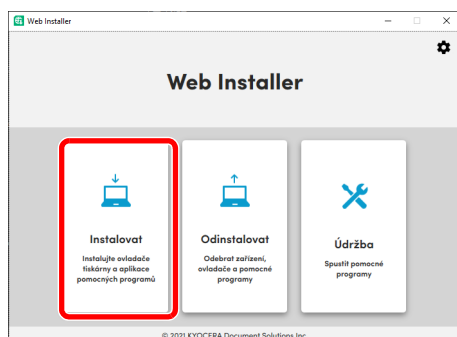 Web Installer
Web Installer
Instalovat
Instalujte ovladače
tiskárny a aplikace
pomocných programů
Odinstalovat
Odebrat zařízení,
ovladače a pomocné
programy
Údržba
Spustit pomocné
programy
© 2021 KYOCERA Document Solutions Inc.